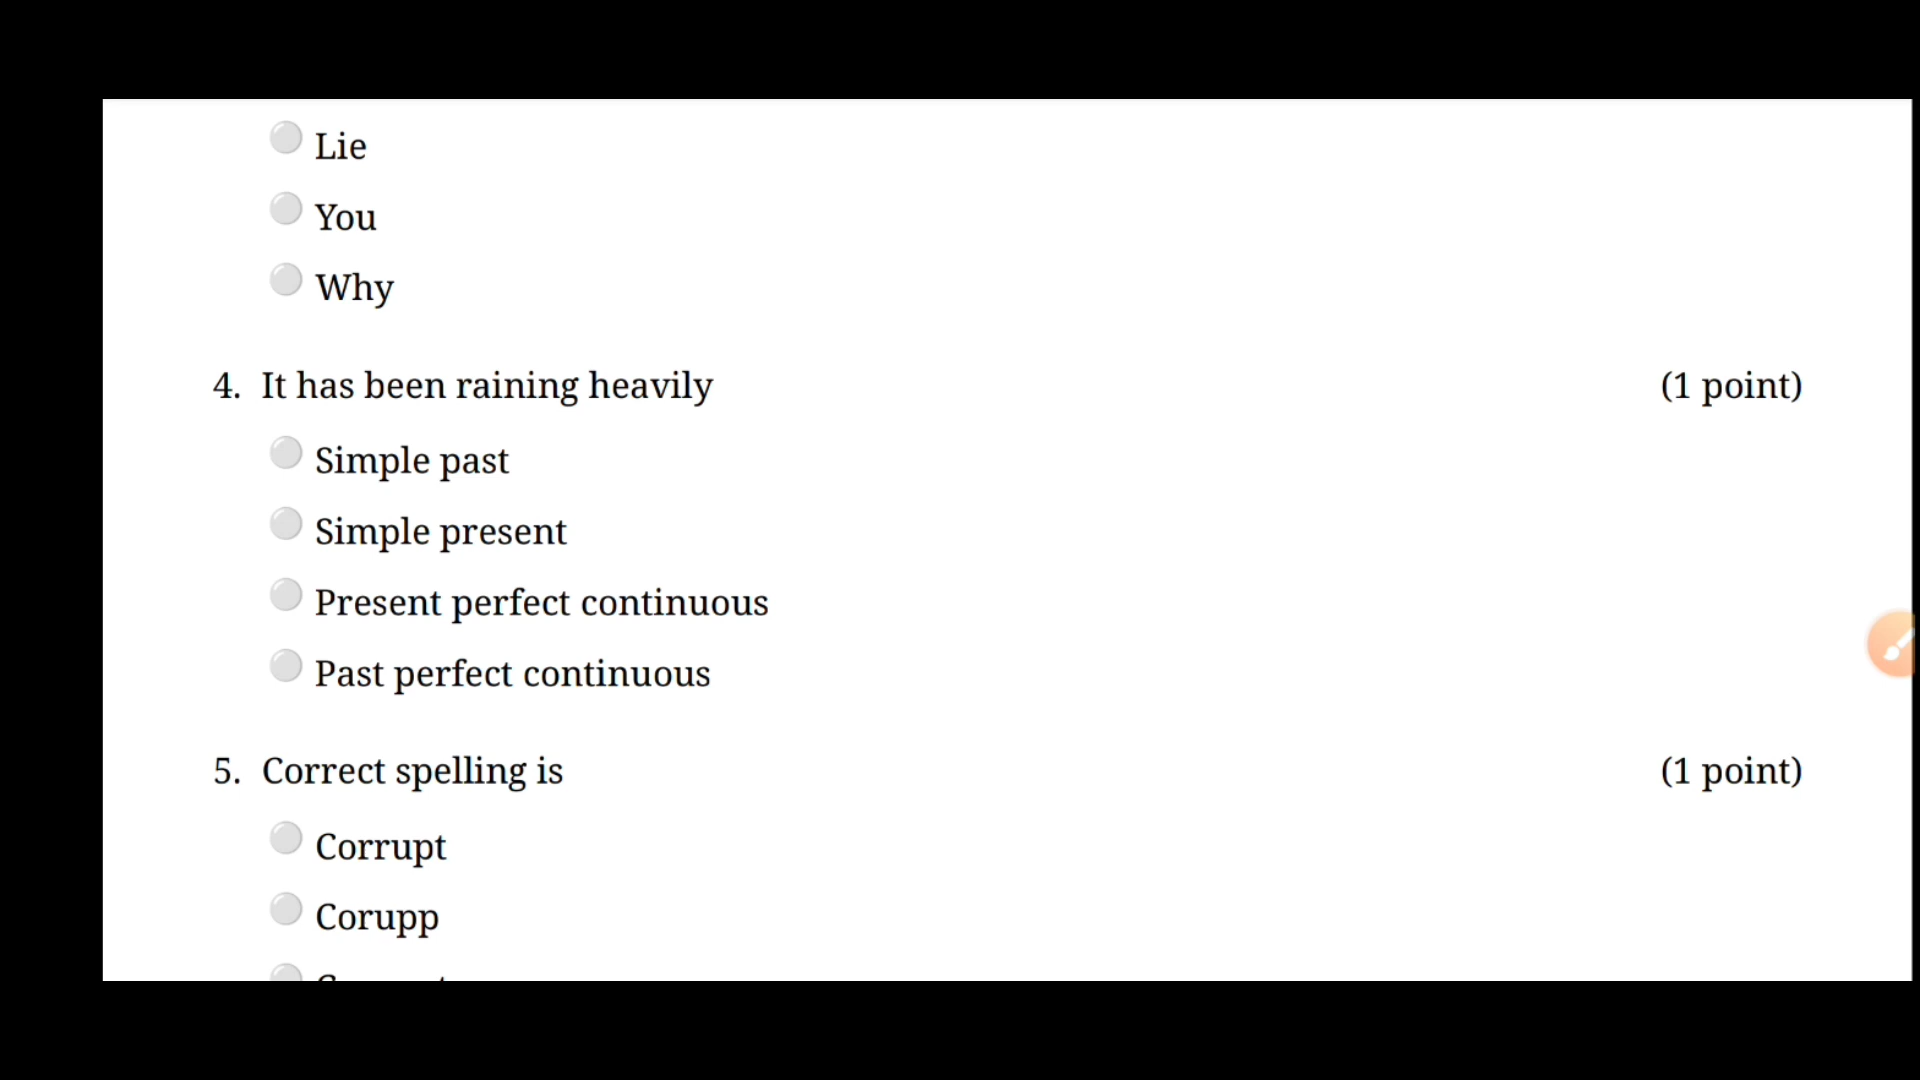 Lie
You
Why
4. It has been raining heavily (1 point)
Simple past
Simple present
Present perfect continuous
Past perfect continuous
5. Correct spelling is (1 point)
Corrupt
Corupp